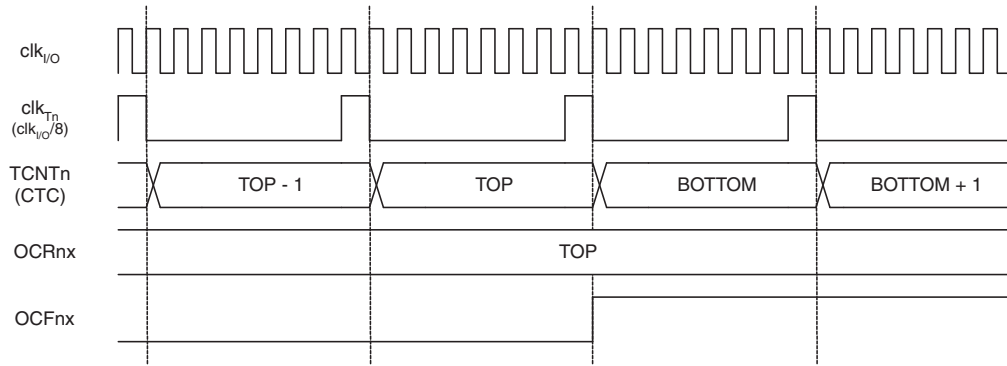 clkI/O
clkTn
(clkI/O/8)
TCNTn
(CTC)
TOP - 1
TOP
BOTTOM
BOTTOM + 1
OCRnx
TOP
OCFnx